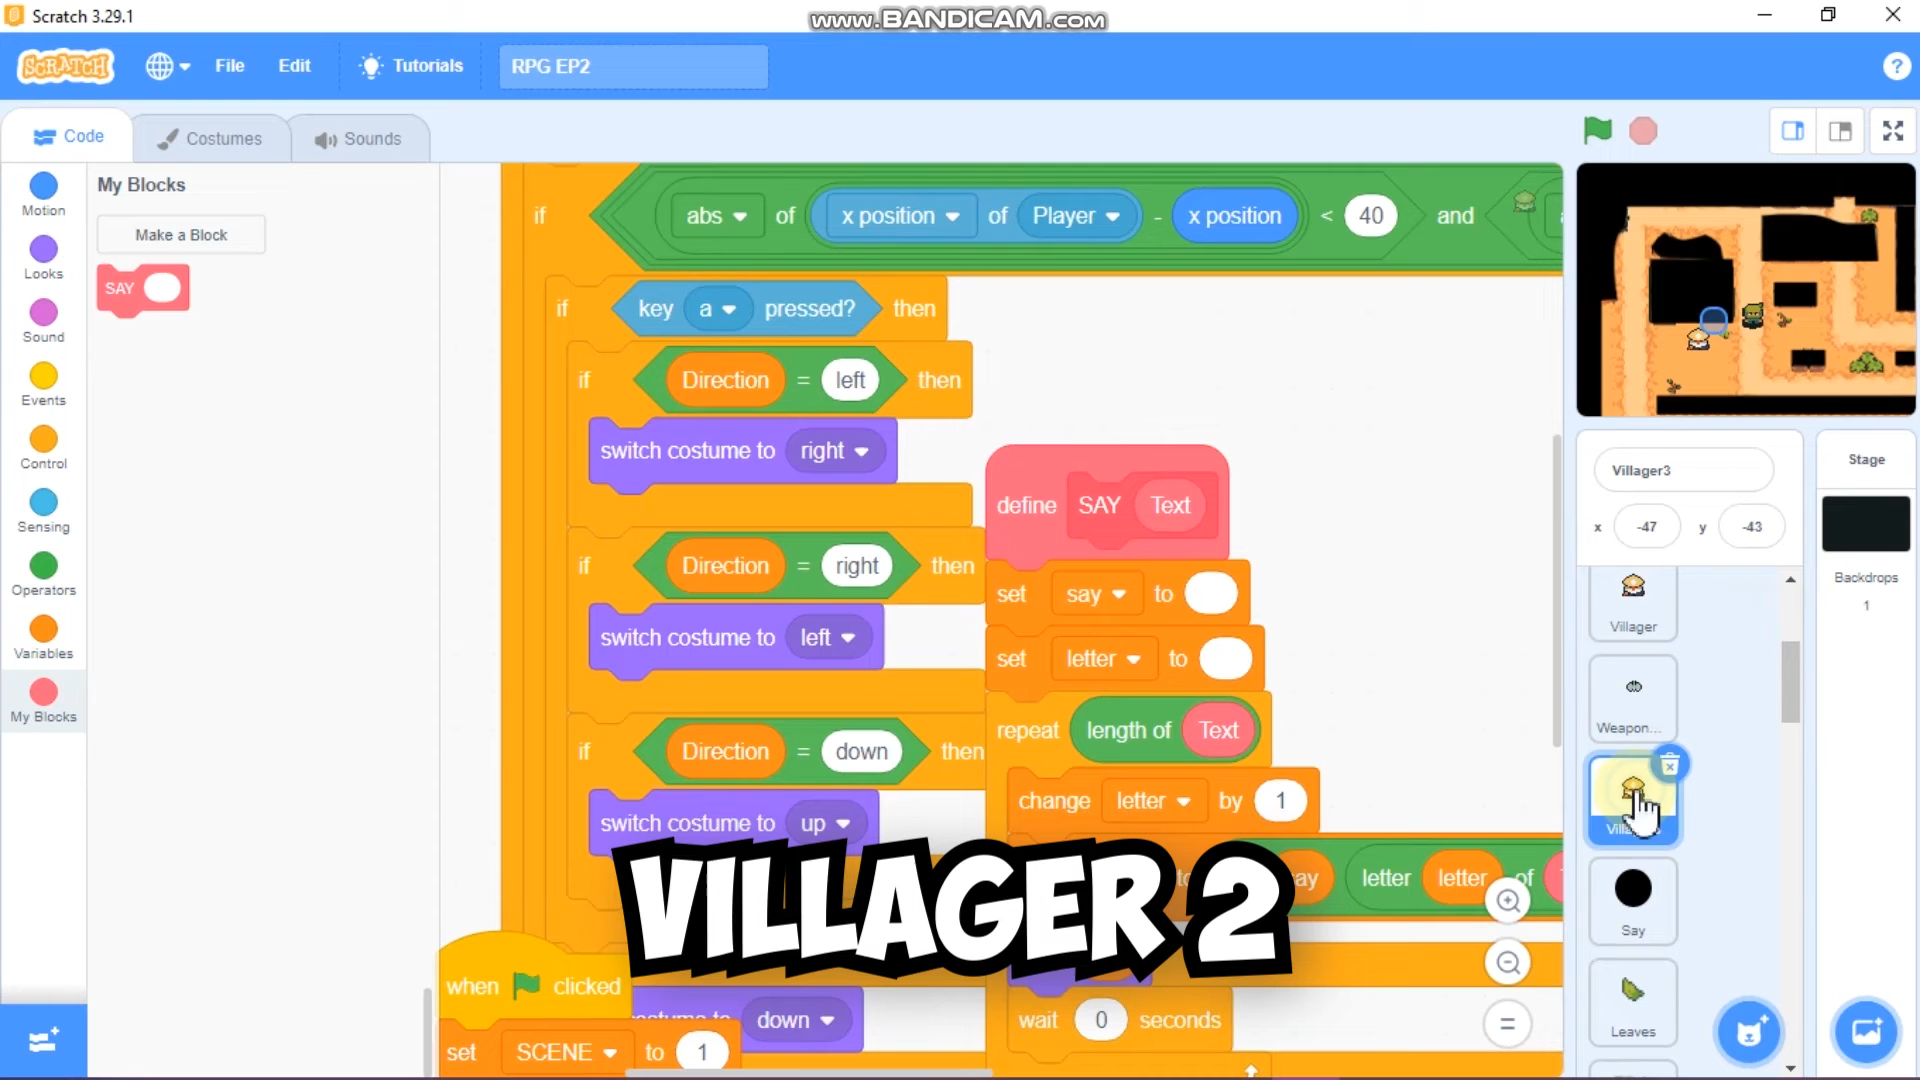 Scratch 3.29.1
www.BANDICAM.com
SCRATCH
File
Edit
Tutorials
RPG EP2
?
Code
Costumes
Sounds
Motion
Looks
Sound
Events
Control
Sensing
Operators
Variables
My Blocks
My Blocks
Make a Block
SAY
if abs of x position of Player - x position < 40 and
if key a pressed? then
if Direction = left then
switch costume to right
if Direction = right then
switch costume to left
if Direction = down then
switch costume to up
define SAY Text
set say to
set letter to
repeat length of Text
change letter by 1
letter letter of
wait 0 seconds
VILLAGER 2
when clicked
down
set SCENE to 1
Villager3
x -47 y -43
Villager
Weapon...
Say
Leaves
Stage
Backdrops
1